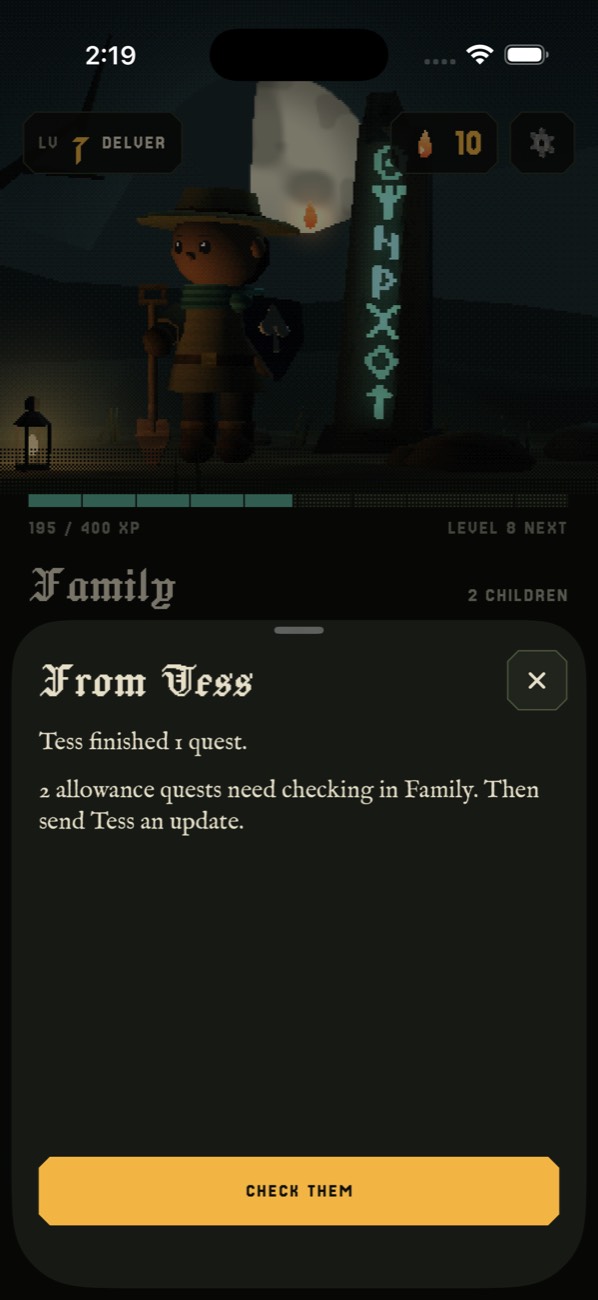 2:19
LV 7 DELVER
10
195 / 400 XP
LEVEL 8 NEXT
Family
2 CHILDREN
From Tess
Tess finished 1 quest.
2 allowance quests need checking in Family. Then
send Tess an update.
CHECK THEM